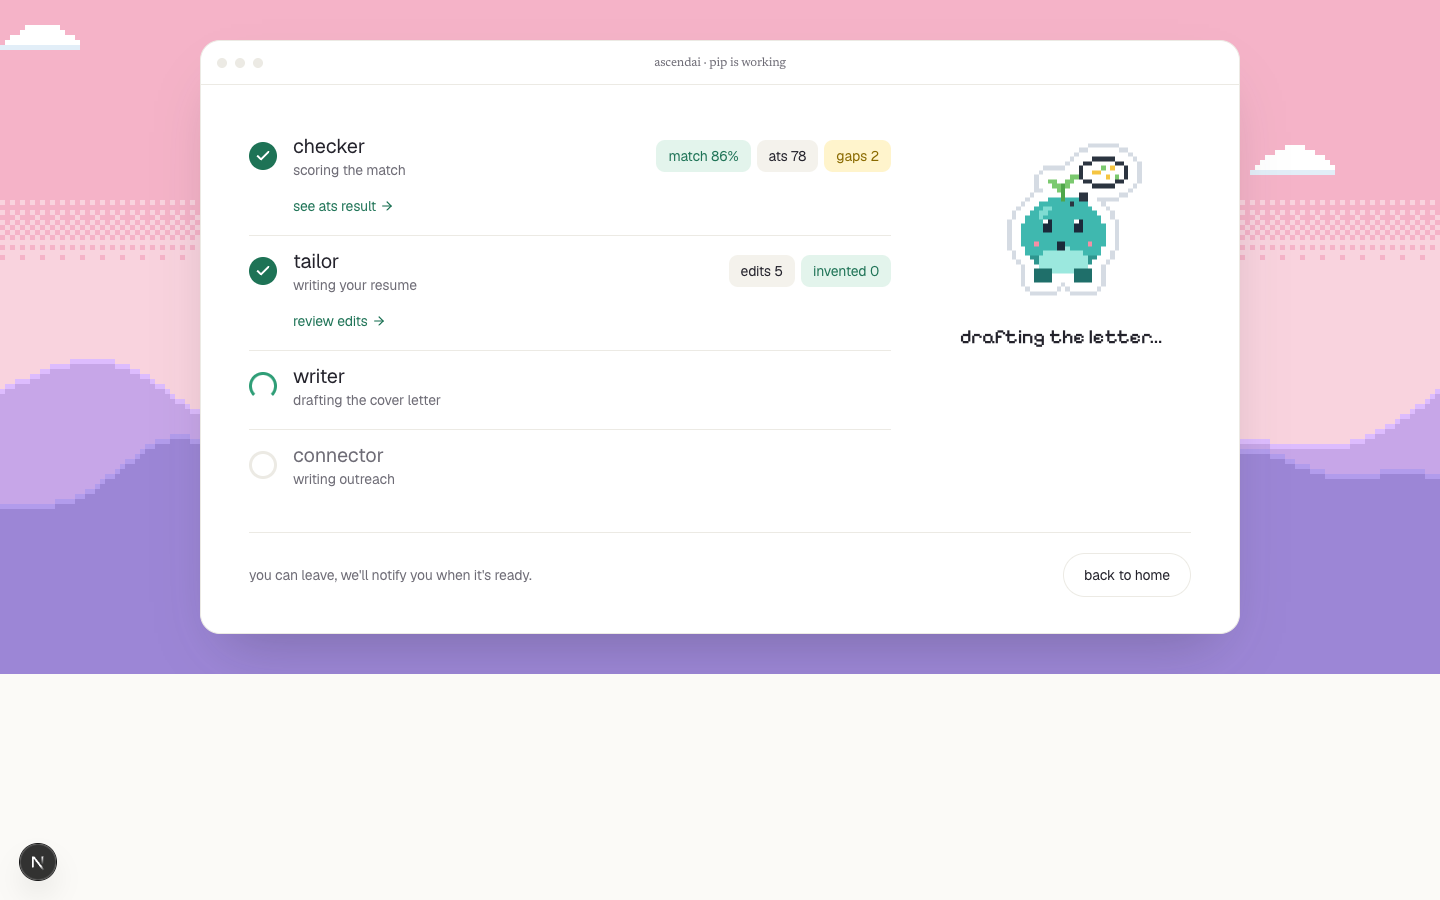 ascendai · pip is working
checker
scoring the match
match 86%
ats 78
gaps 2
see ats result →
tailor
writing your resume
edits 5
invented 0
review edits →
writer
drafting the cover letter
connector
writing outreach
drafting the letter...
you can leave, we'll notify you when it's ready.
back to home
N